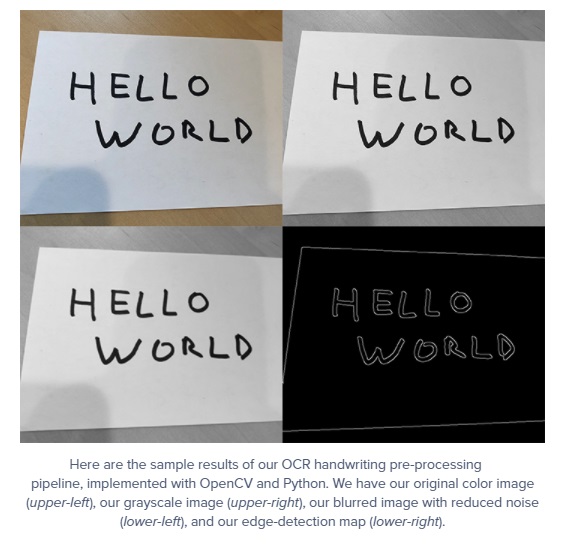 HELLO
WORLD
HELLO
WORLD
HELLO
WORLD
HELLO
WORLD
Here are the sample results of our OCR handwriting pre-processing
pipeline, implemented with OpenCV and Python. We have our original color image
(upper-left), our grayscale image (upper-right), our blurred image with reduced noise
(lower-left), and our edge-detection map (lower-right).